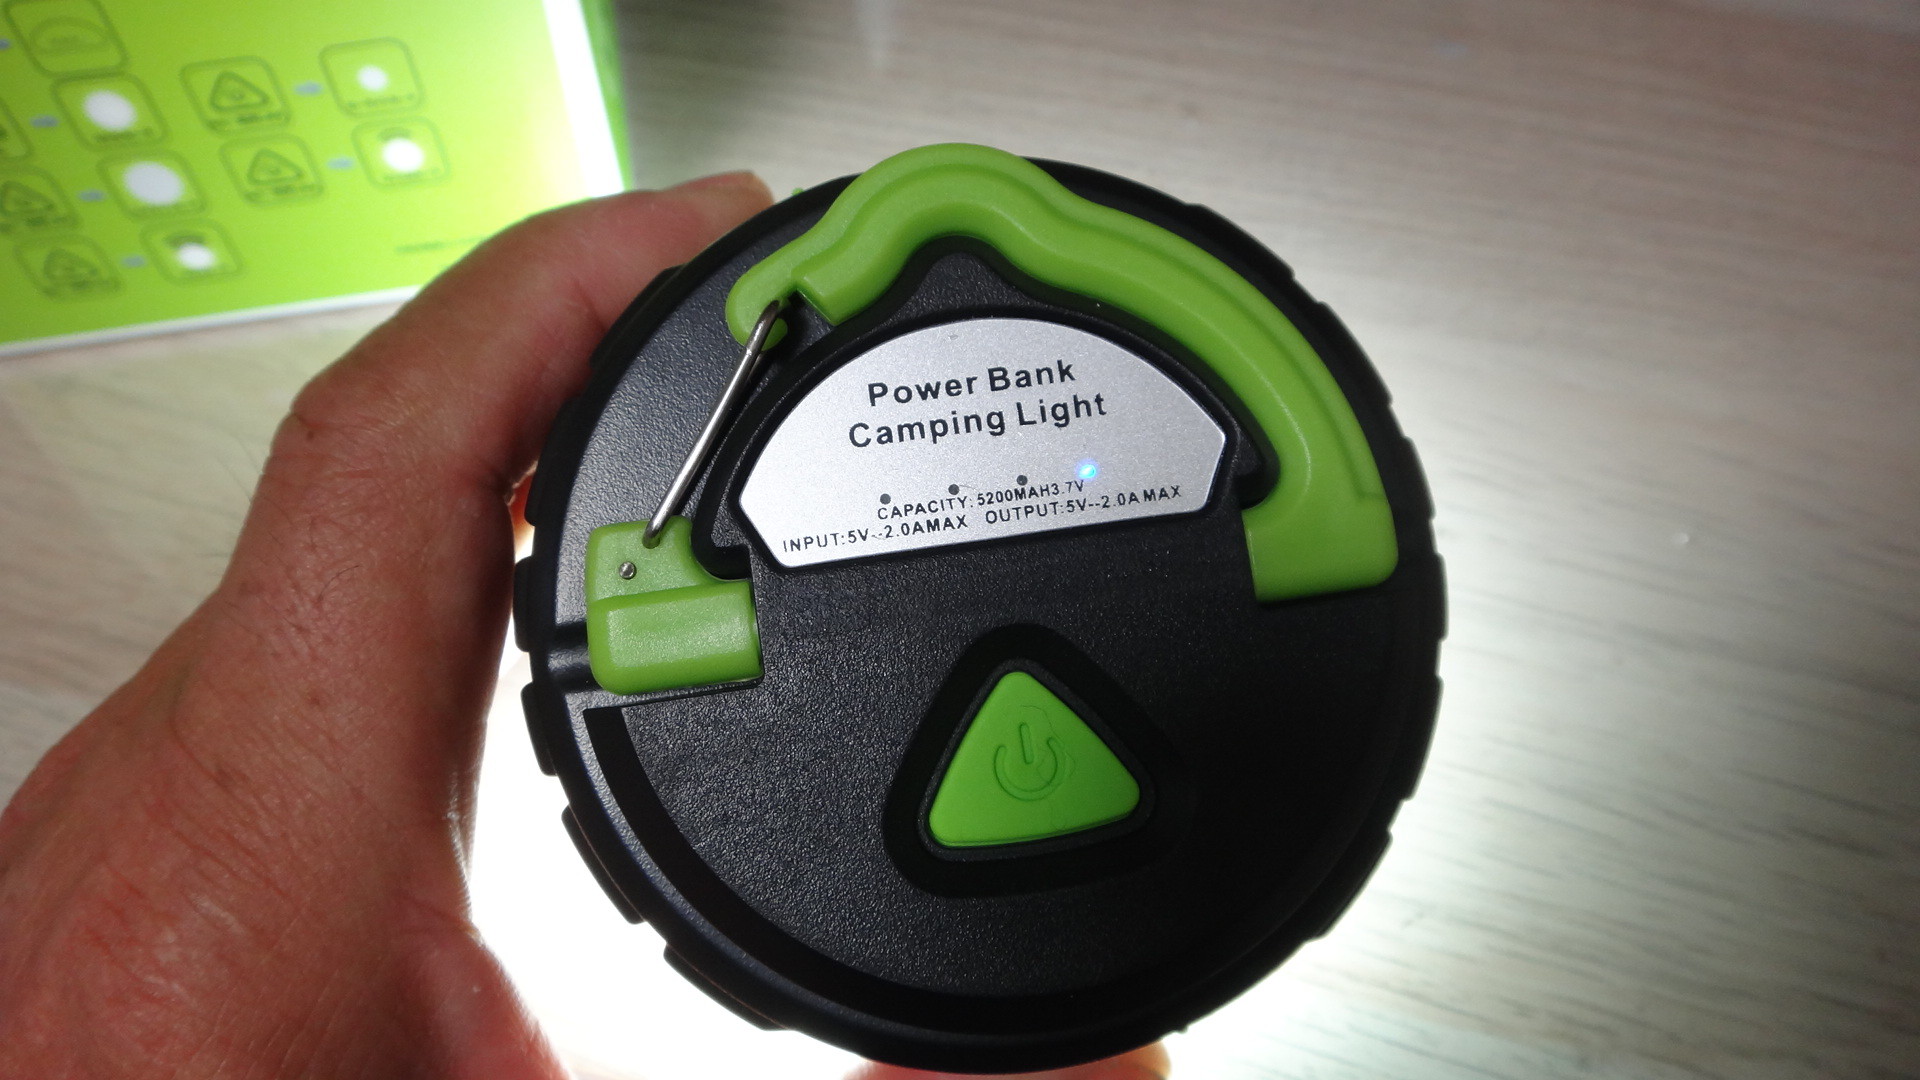 Power Bank
Camping Light
CAPACITY:5200MAH3.7V
INPUT:5V--2.0AMAX OUTPUT:5V--2.0AMAX